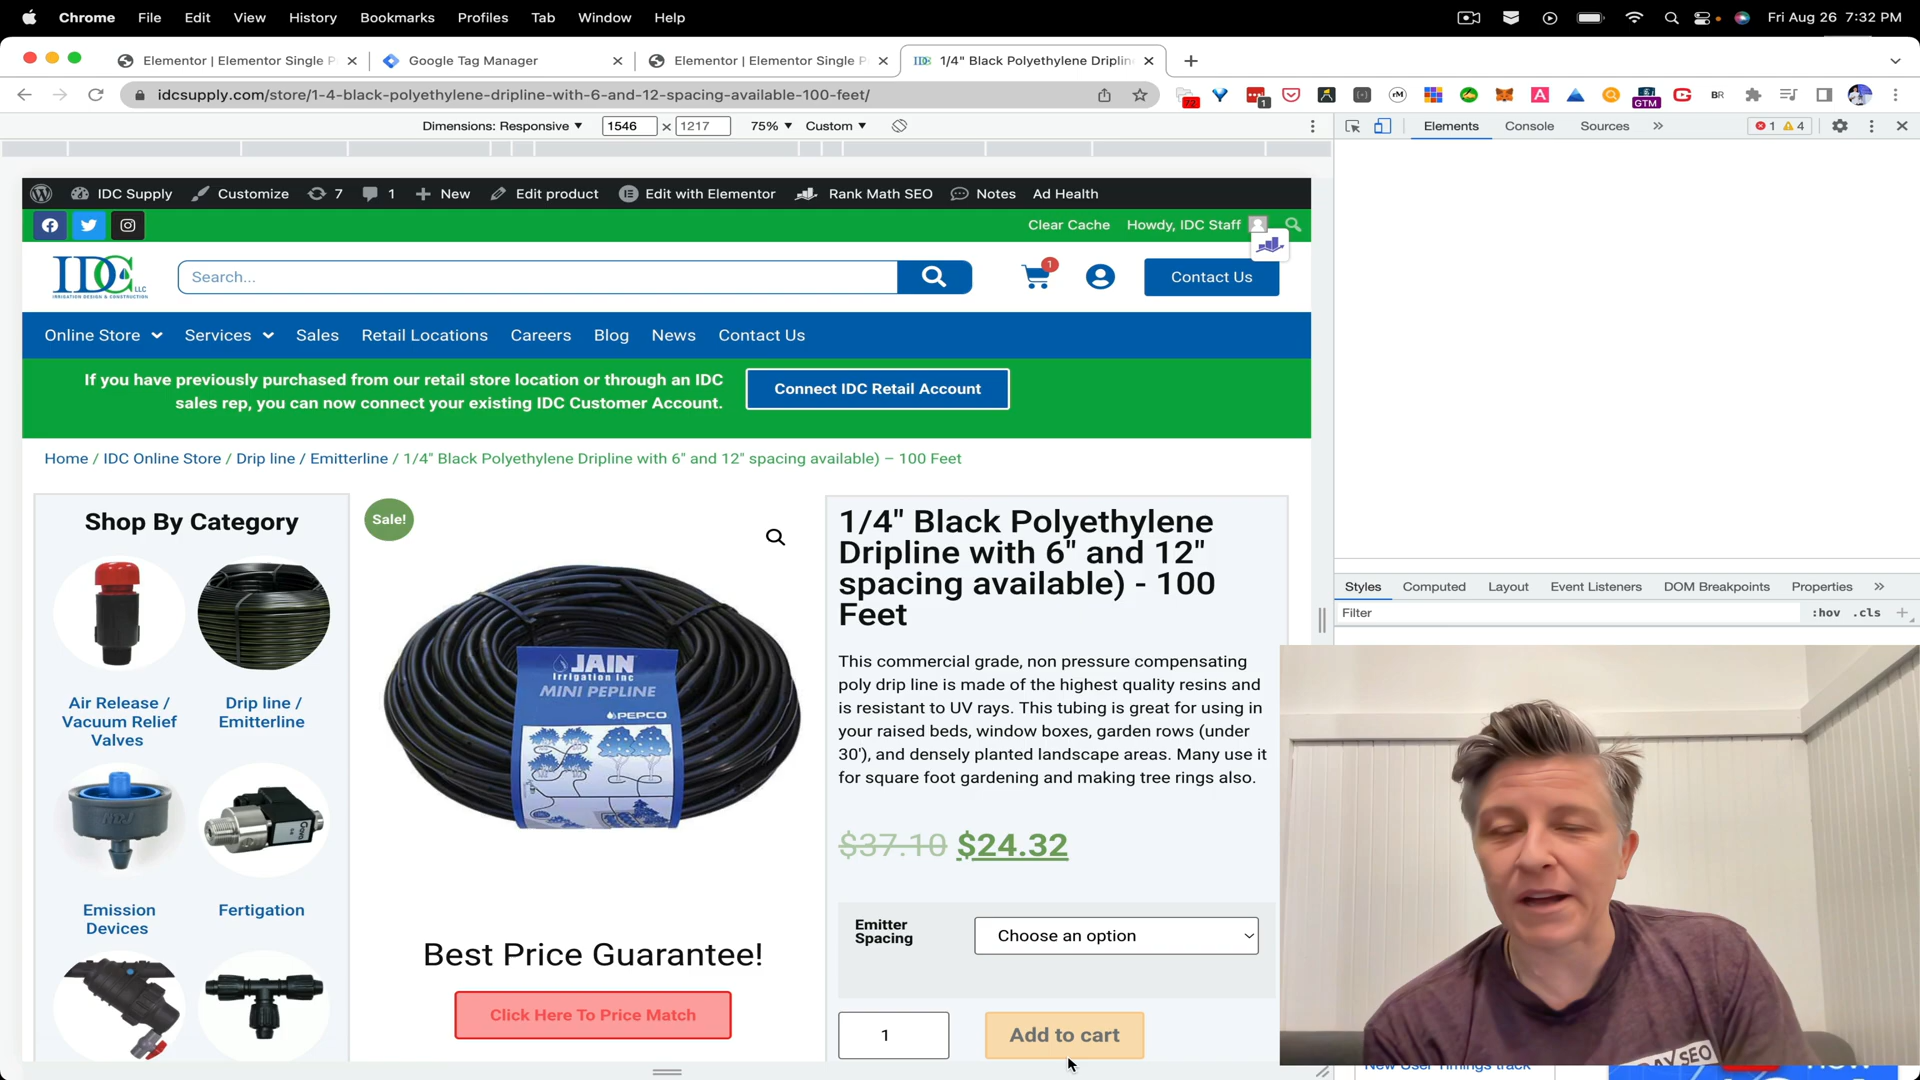 Chrome File Edit View History Bookmarks Profiles Tab Window Help Fri Aug 26 7:32 PM
Elementor | Elementor Single P Google Tag Manager Elementor | Elementor Single P 1/4" Black Polyethylene Driplin
idcsupply.com/store/1-4-black-polyethylene-dripline-with-6-and-12-spacing-available-100-feet/
Dimensions: Responsive 1546 x 1217 75% Custom
Elements Console Sources 1 4
IDC Supply Customize 7 1 New Edit product Edit with Elementor Rank Math SEO Notes Ad Health
Clear Cache Howdy, IDC Staff
IDC LLC
IRRIGATION DESIGN & CONSTRUCTION
Search...
1
Contact Us
Online Store Services Sales Retail Locations Careers Blog News Contact Us
If you have previously purchased from our retail store location or through an IDC
sales rep, you can now connect your existing IDC Customer Account.
Connect IDC Retail Account
Home / IDC Online Store / Drip line / Emitterline / 1/4" Black Polyethylene Dripline with 6" and 12" spacing available) – 100 Feet
Shop By Category
Air Release /
Vacuum Relief
Valves
Drip line /
Emitterline
Emission
Devices
Fertigation
Sale!
JAIN
Irrigation Inc
MINI PEPLINE
PEPCO
Best Price Guarantee!
Click Here To Price Match
1/4" Black Polyethylene
Dripline with 6" and 12"
spacing available) - 100
Feet
This commercial grade, non pressure compensating
poly drip line is made of the highest quality resins and
is resistant to UV rays. This tubing is great for using in
your raised beds, window boxes, garden rows (under
30'), and densely planted landscape areas. Many use it
for square foot gardening and making tree rings also.
$37.10 $24.32
Emitter
Spacing
Choose an option
1
Add to cart
Styles Computed Layout Event Listeners DOM Breakpoints Properties
Filter :hov .cls
New User Timings track